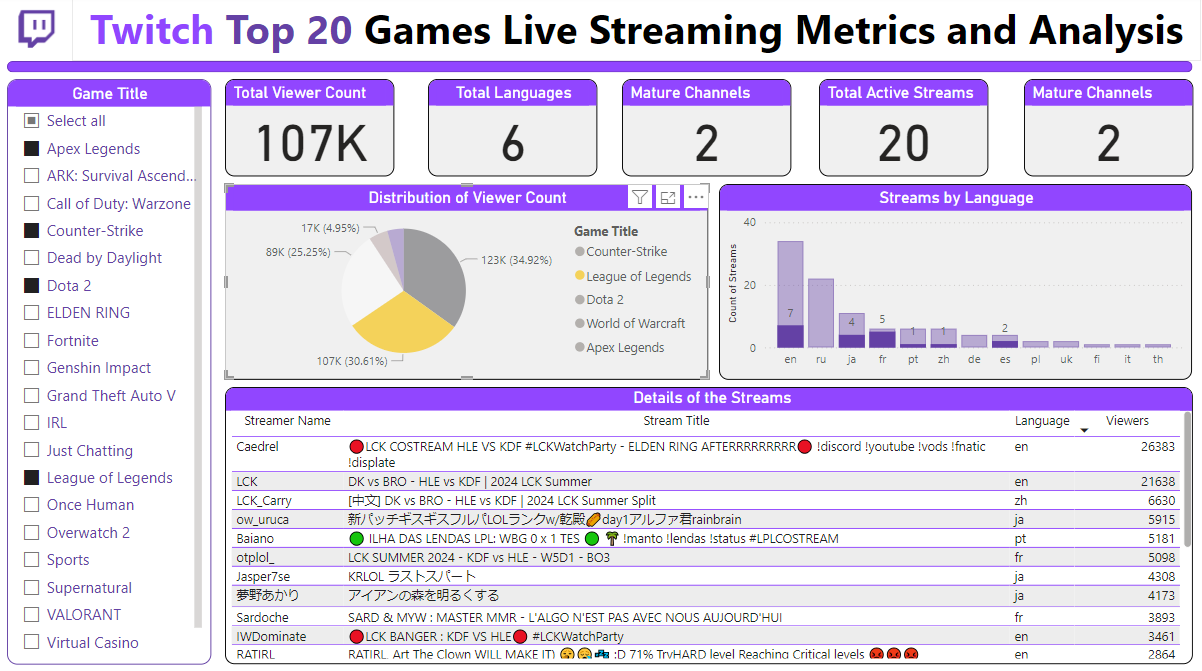 Twitch Top 20 Games Live Streaming Metrics and Analysis
Game Title
Select all
Apex Legends
ARK: Survival Ascend...
Call of Duty: Warzone
Counter-Strike
Dead by Daylight
Dota 2
ELDEN RING
Fortnite
Genshin Impact
Grand Theft Auto V
IRL
Just Chatting
League of Legends
Once Human
Overwatch 2
Sports
Supernatural
VALORANT
Virtual Casino
Total Viewer Count
107K
Total Languages
6
Mature Channels
2
Total Active Streams
20
Mature Channels
2
Distribution of Viewer Count
17K (4.95%)
89K (25.25%)
123K (34.92%)
107K (30.61%)
Game Title
Counter-Strike
League of Legends
Dota 2
World of Warcraft
Apex Legends
Streams by Language
Count of Streams
40
20
0
7
4
5
1
1
2
en ru ja fr pt zh de es pl uk fi it th
Details of the Streams
Streamer Name Stream Title Language Viewers
Caedrel 🔴LCK COSTREAM HLE VS KDF #LCKWatchParty - ELDEN RING AFTERRRRRRRRR🔴 !discord !youtube !vods !fnatic en 26383
!displate
LCK DK vs BRO - HLE vs KDF | 2024 LCK Summer en 21638
LCK_Carry [中文] DK vs BRO - HLE vs KDF | 2024 LCK Summer Split zh 6630
ow_uruca 新パッチギスギスフルパLOLランクw/乾殿🥖day1アルファ君rainbrain ja 5915
Baiano 🟢 ILHA DAS LENDAS LPL: WBG 0 x 1 TES 🟢 🌴 !manto !lendas !status #LPLCOSTREAM pt 5181
otplol_ LCK SUMMER 2024 - KDF vs HLE - W5D1 - BO3 fr 5098
Jasper7se KRLOL ラストスパート ja 4308
夢野あかり アイアンの森を明るくする ja 4173
Sardoche SARD & MYW : MASTER MMR - L'ALGO N'EST PAS AVEC NOUS AUJOURD'HUI fr 3893
IWDominate 🔴LCK BANGER : KDF VS HLE🔴 #LCKWatchParty en 3461
RATIRL RATIRL, Art The Clown WILL MAKE IT) :D 71% TryHARD level Reaching Critical levels 😡😡😡 en 2864